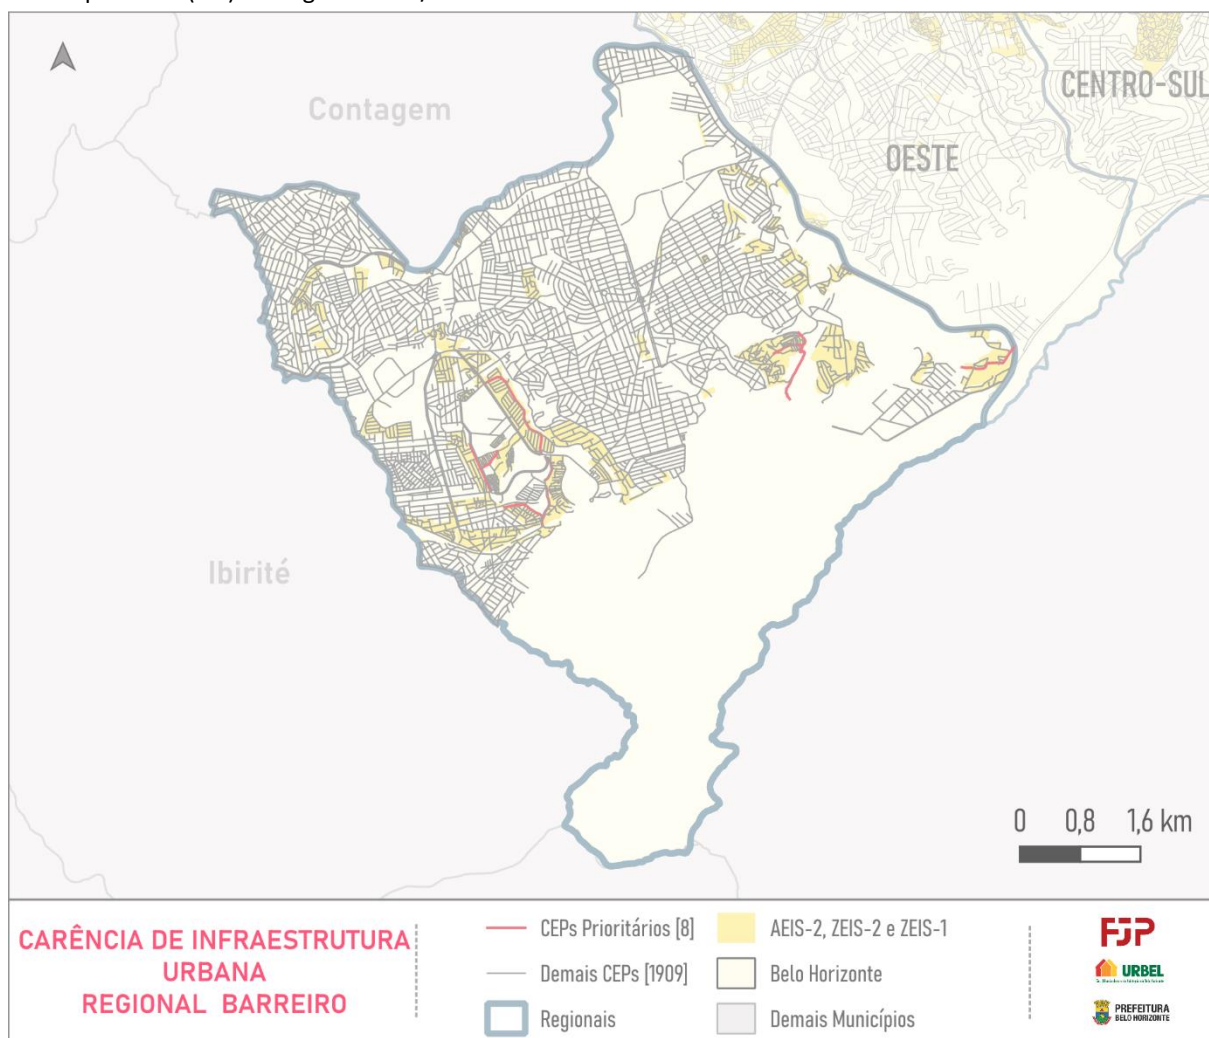 Contagem
CENTRO-SUL
OESTE
Ibirité
0 0,8 1,6 km
CARÊNCIA DE INFRAESTRUTURA
URBANA
REGIONAL BARREIRO
CEPs Prioritários [8]
Demais CEPs [1909]
Regionais
AEIS-2, ZEIS-2 e ZEIS-1
Belo Horizonte
Demais Municípios
FJP
URBEL
PREFEITURA
BELO HORIZONTE